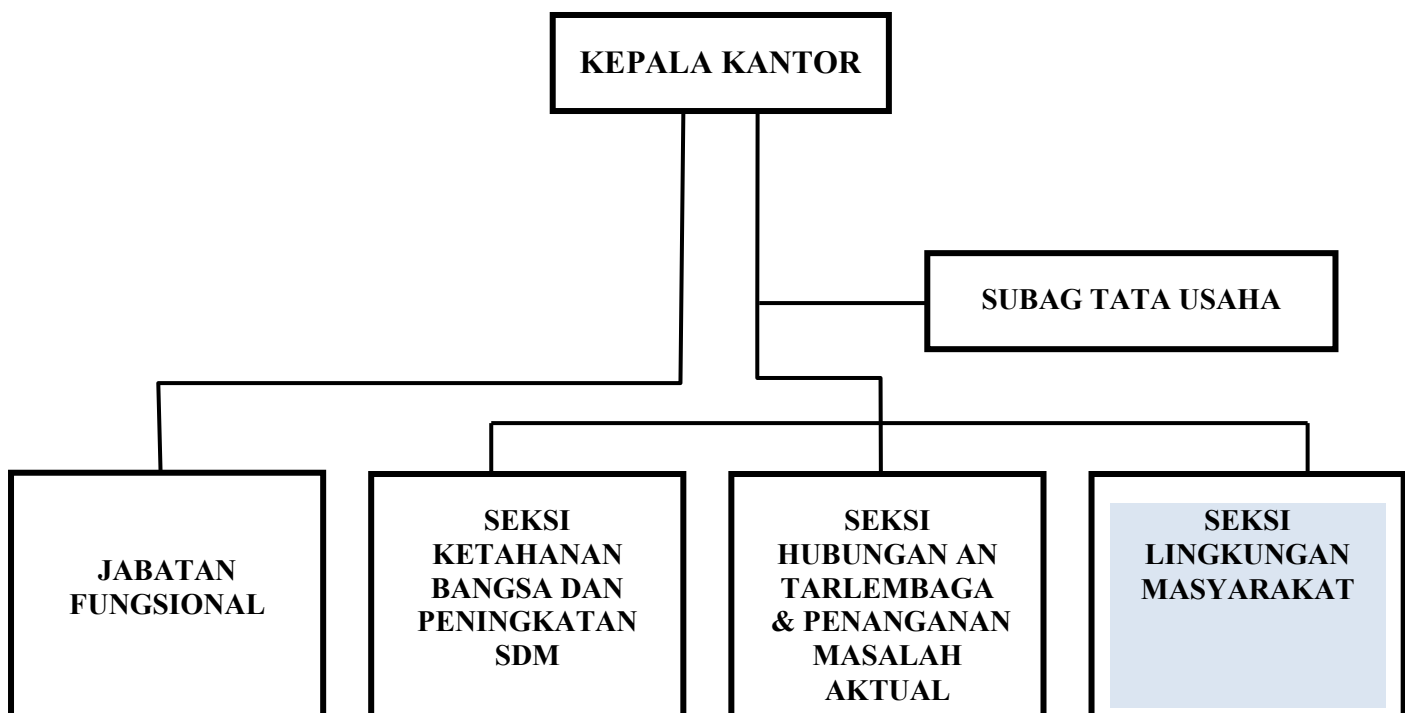 KEPALA KANTOR
SUBAG TATA USAHA
JABATAN
FUNGSIONAL
SEKSI
KETAHANAN
BANGSA DAN
PENINGKATAN
SDM
SEKSI
HUBUNGAN AN
TARLEMBAGA
& PENANGANAN
MASALAH
AKTUAL
SEKSI
LINGKUNGAN
MASYARAKAT